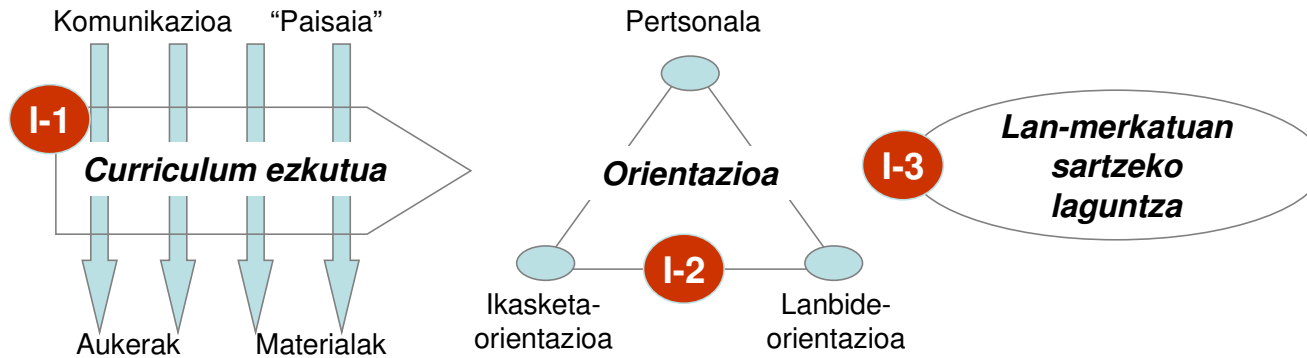 Komunikazioa “Paisaia”
I-1
Curriculum ezkutua
Aukerak Materialak
Pertsonala
Orientazioa
I-2
Ikasketa-
orientazioa
Lanbide-
orientazioa
I-3
Lan-merkatuan
sartzeko
laguntza